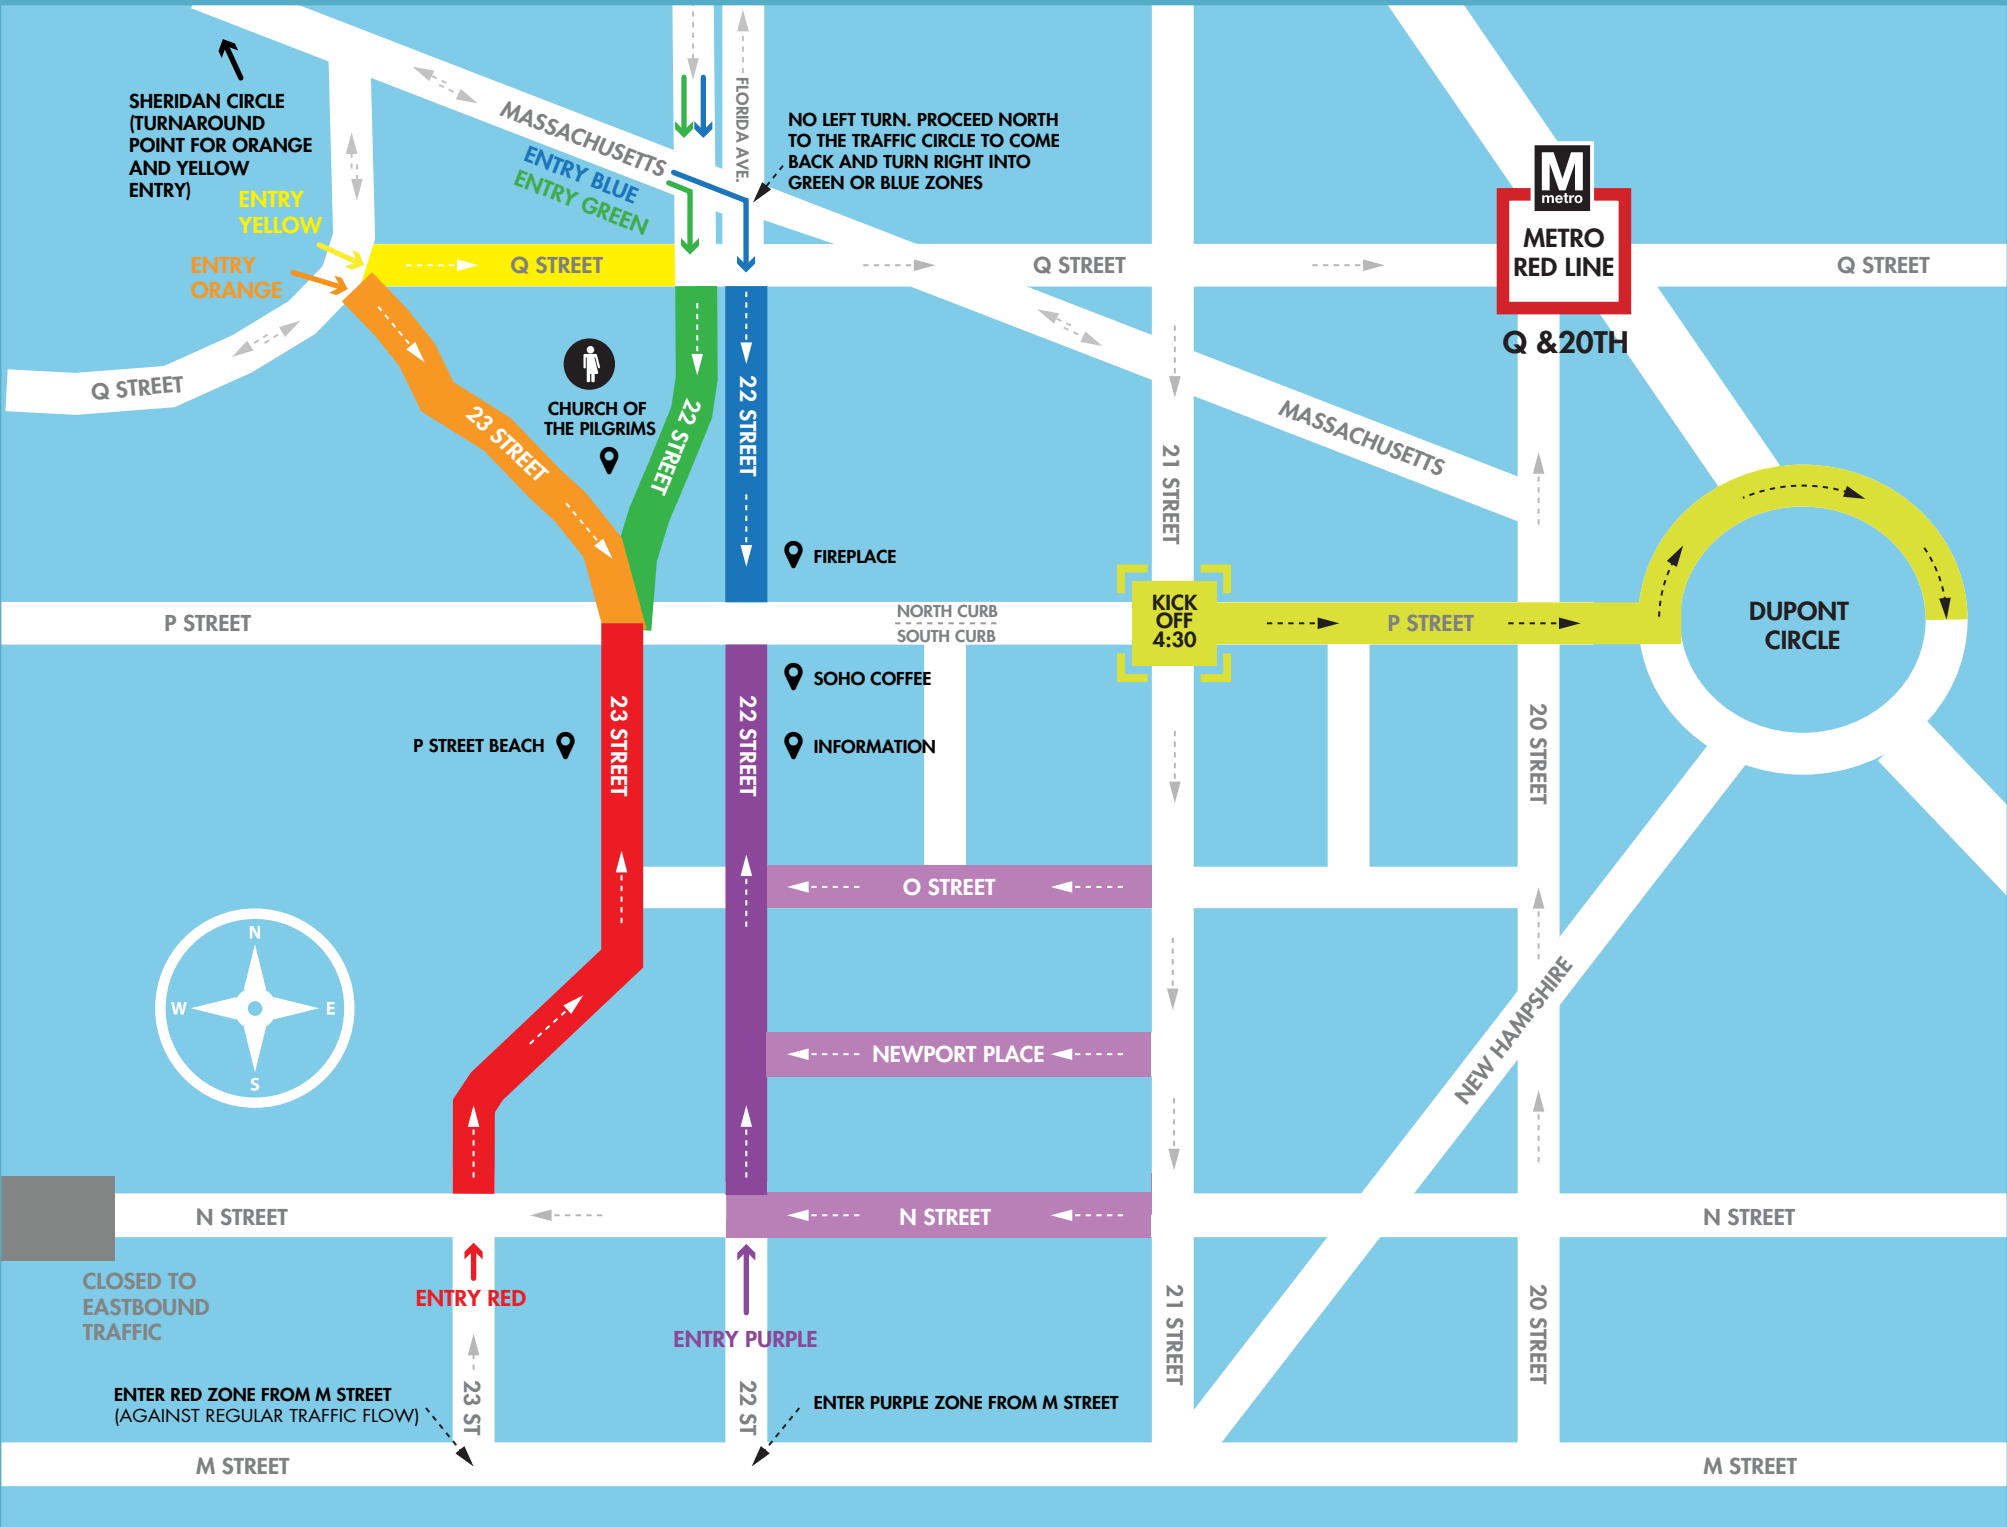 SHERIDAN CIRCLE
(TURNAROUND
POINT FOR ORANGE
AND YELLOW
ENTRY)
MASSACHUSETTS
FLORIDA AVE.
NO LEFT TURN. PROCEED NORTH
TO THE TRAFFIC CIRCLE TO COME
BACK AND TURN RIGHT INTO
GREEN OR BLUE ZONES
ENTRY BLUE
ENTRY GREEN
ENTRY
YELLOW
ENTRY
ORANGE
M
metro
METRO
RED LINE
Q &20TH
Q STREET
Q STREET
Q STREET
Q STREET
23 STREET
CHURCH OF
THE PILGRIMS
22 STREET
22 STREET
21 STREET
MASSACHUSETTS
FIREPLACE
P STREET
NORTH CURB
SOUTH CURB
KICK
OFF
4:30
P STREET
DUPONT
CIRCLE
SOHO COFFEE
23 STREET
22 STREET
P STREET BEACH
INFORMATION
20 STREET
O STREET
N
W
E
S
NEWPORT PLACE
NEW HAMPSHIRE
N STREET
N STREET
N STREET
CLOSED TO
EASTBOUND
TRAFFIC
ENTRY RED
ENTRY PURPLE
21 STREET
20 STREET
ENTER RED ZONE FROM M STREET
(AGAINST REGULAR TRAFFIC FLOW)
23 ST
22 ST
ENTER PURPLE ZONE FROM M STREET
M STREET
M STREET